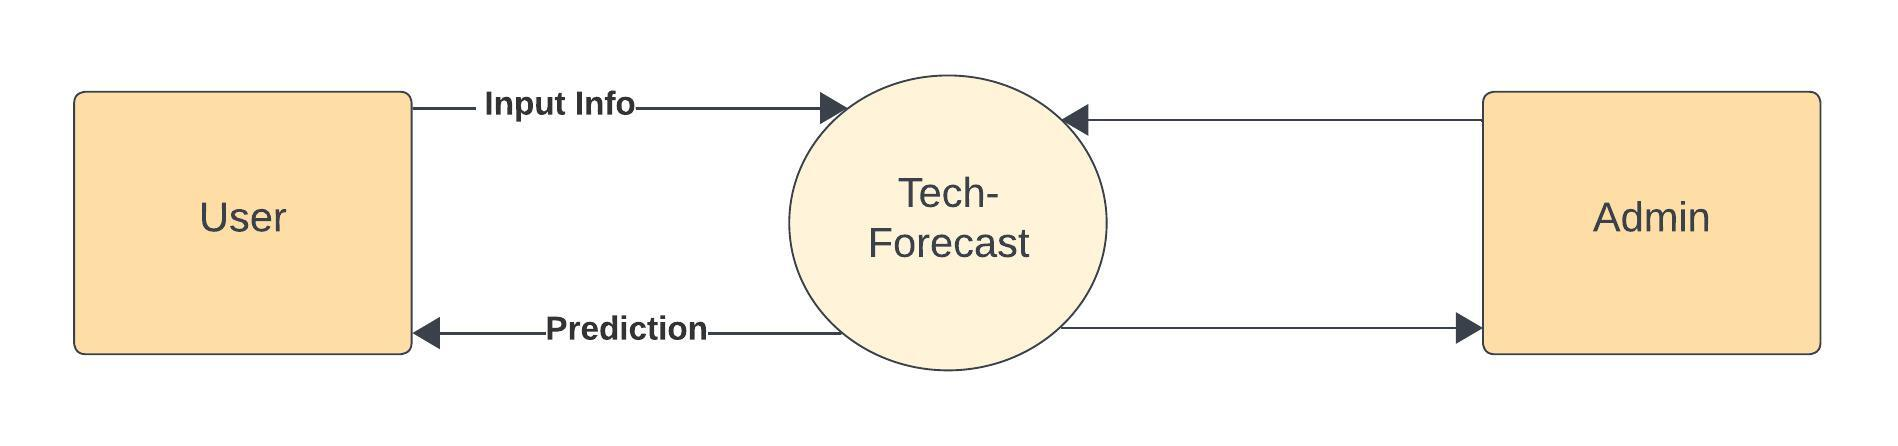 Input Info
User
Tech-
Forecast
Admin
Prediction